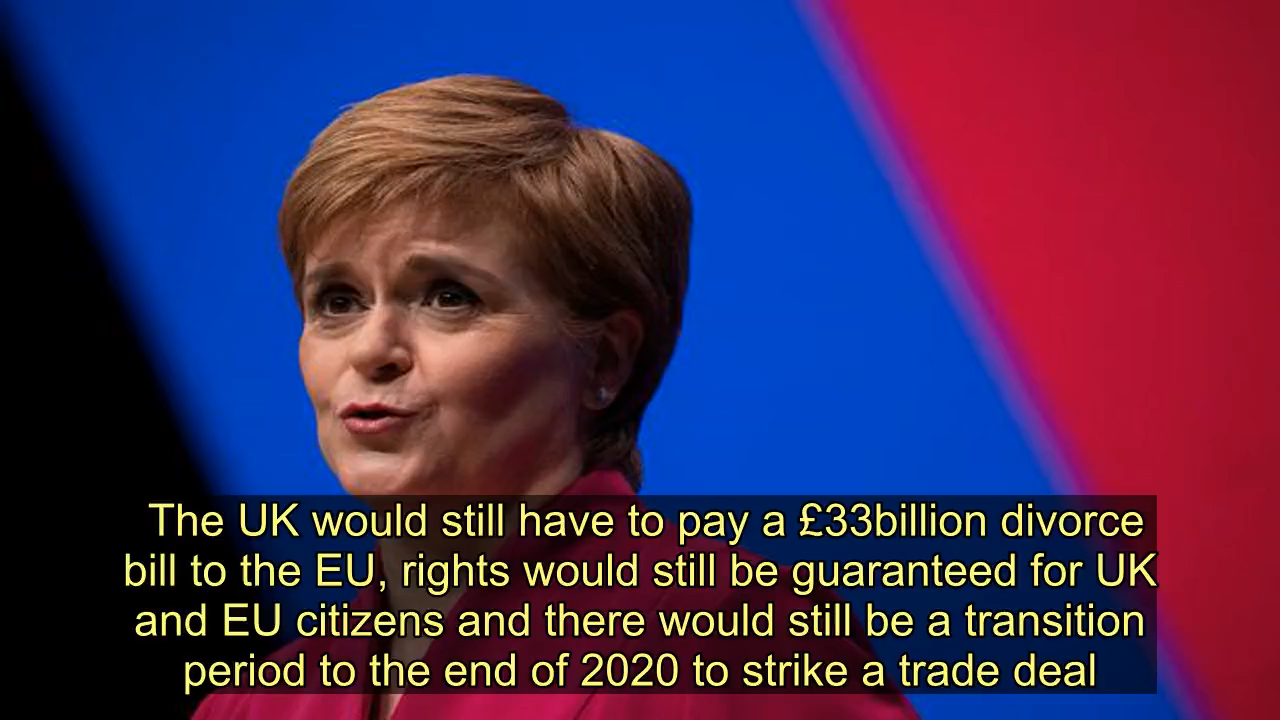 The UK would still have to pay a £33billion divorce
bill to the EU, rights would still be guaranteed for UK
and EU citizens and there would still be a transition
period to the end of 2020 to strike a trade deal